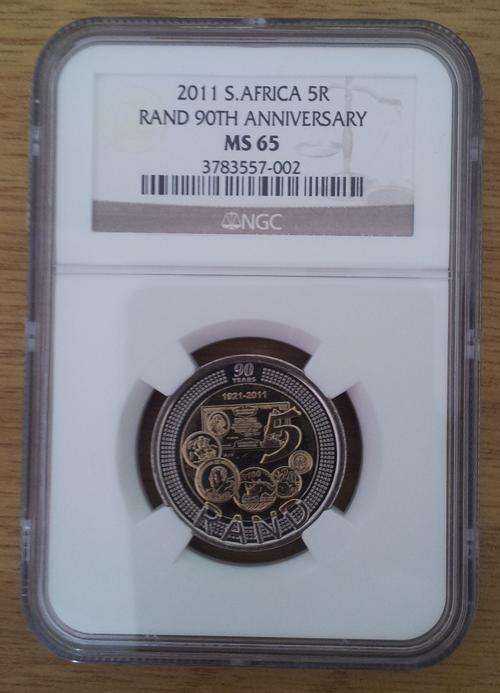 2011 S.AFRICA 5R
RAND 90TH ANNIVERSARY
MS 65
3783557-002
NGC
90
YEARS
1921-2011
5
RAND